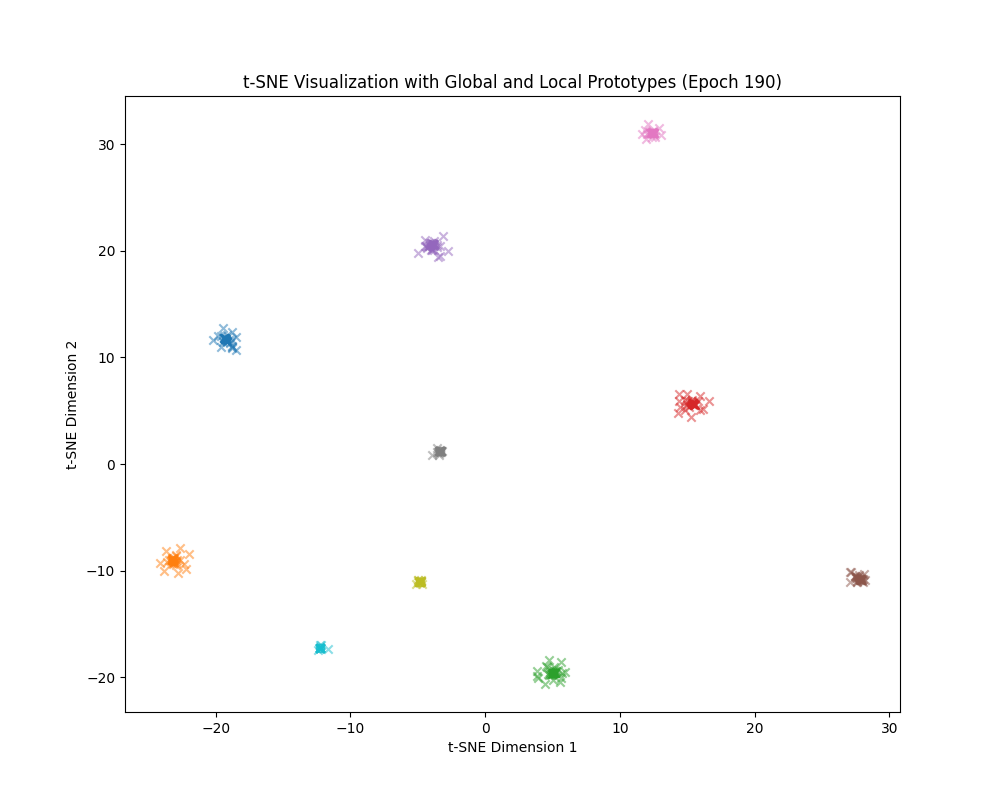 t-SNE Visualization with Global and Local Prototypes (Epoch 190)
30
20
10
0
−10
−20
t-SNE Dimension 2
−20 −10 0 10 20 30
t-SNE Dimension 1